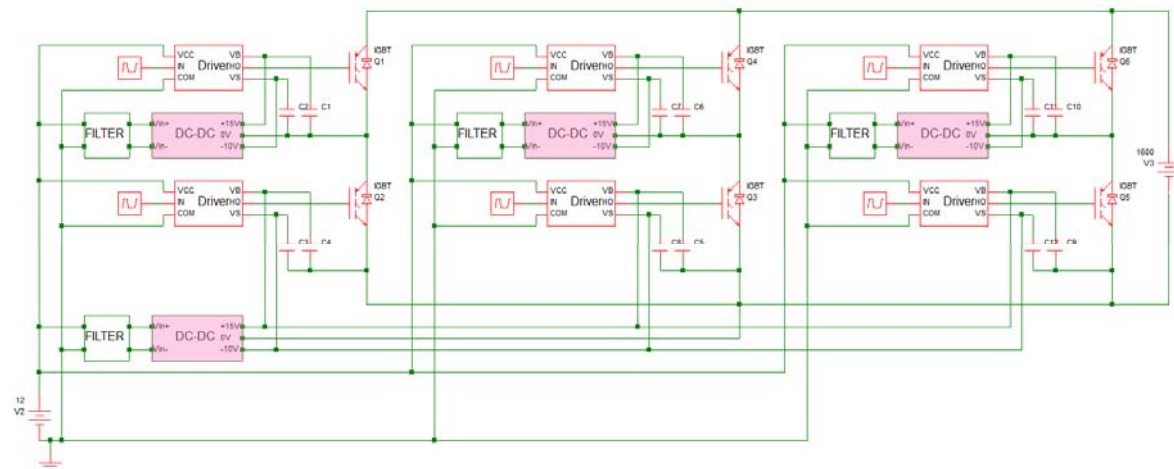 IGBT
Q1
VCC
IN
COM
Driver
VB
HO
VS
C2
C1
FILTER
Vin+
Vin-
DC-DC
+15V
0V
-10V
IGBT
Q4
VCC
IN
COM
Driver
VB
HO
VS
C7
C6
FILTER
Vin+
Vin-
DC-DC
+15V
0V
-10V
IGBT
Q6
VCC
IN
COM
Driver
VB
HO
VS
C11
C10
FILTER
Vin+
Vin-
DC-DC
+15V
0V
-10V
1600
V3
IGBT
Q2
VCC
IN
COM
Driver
VB
HO
VS
C3
C4
IGBT
Q3
VCC
IN
COM
Driver
VB
HO
VS
C5
IGBT
Q5
VCC
IN
COM
Driver
VB
HO
VS
C12
C9
FILTER
Vin+
Vin-
DC-DC
+15V
0V
-10V
12
V2